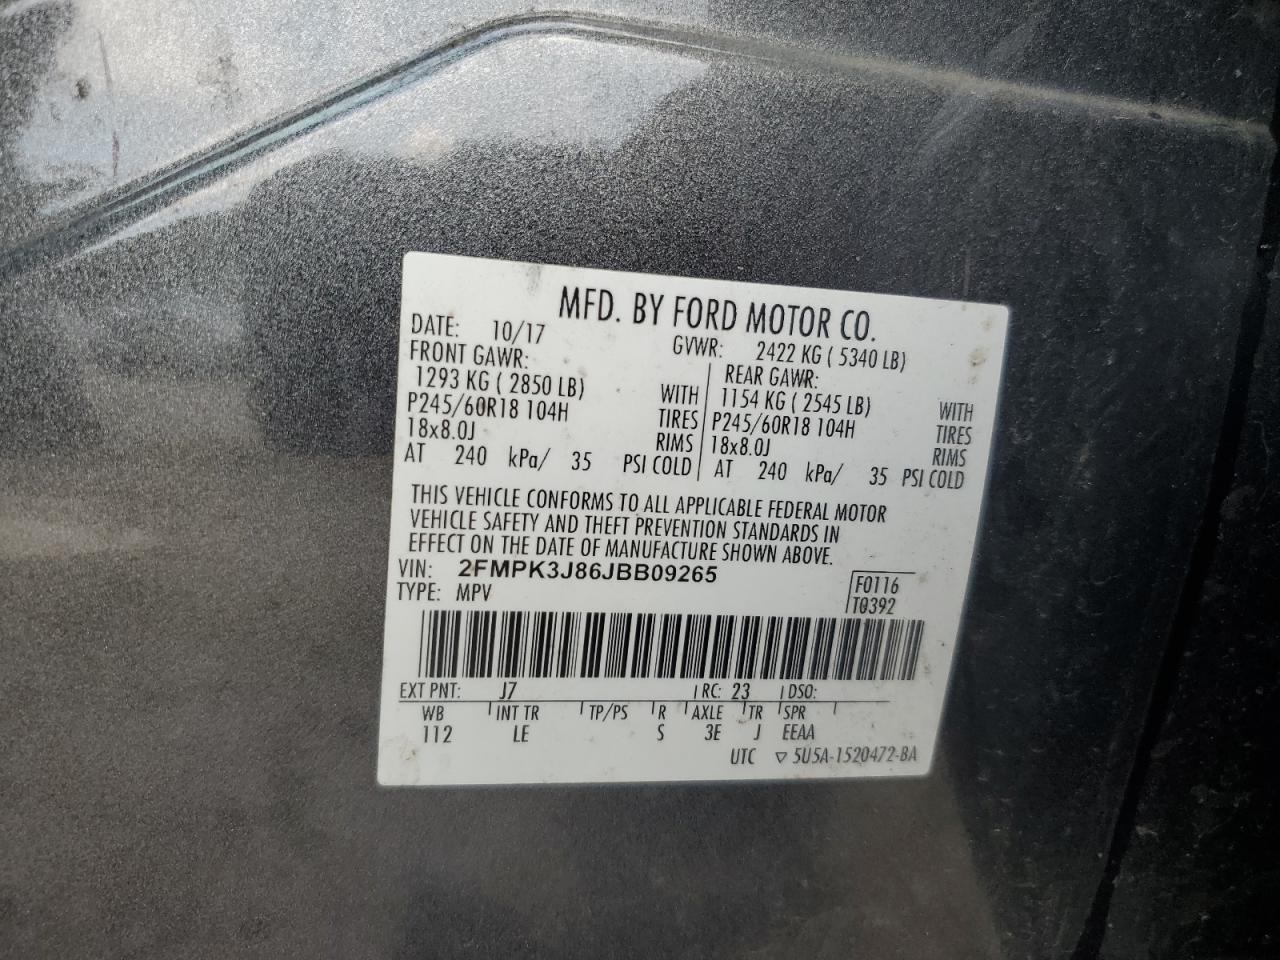 MFD. BY FORD MOTOR CO.
DATE: 10/17 GVWR: 2422 KG ( 5340 LB)
FRONT GAWR: REAR GAWR:
1293 KG ( 2850 LB) WITH 1154 KG ( 2545 LB) WITH
P245/60R18 104H TIRES P245/60R18 104H TIRES
18x8.0J RIMS 18x8.0J RIMS
AT 240 kPa/ 35 PSI COLD AT 240 kPa/ 35 PSI COLD
THIS VEHICLE CONFORMS TO ALL APPLICABLE FEDERAL MOTOR
VEHICLE SAFETY AND THEFT PREVENTION STANDARDS IN
EFFECT ON THE DATE OF MANUFACTURE SHOWN ABOVE.
VIN: 2FMPK3J86JBB09265
TYPE: MPV
F0116
T0392
EXT PNT: J7 RC: 23 DSO:
WB INT TR TP/PS R AXLE TR SPR
112 LE S 3E J EEAA
UTC ▽ 5U5A-1520472-BA